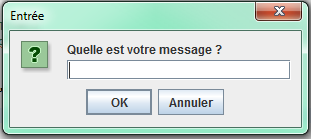 Entrée
Quelle est votre message ?
OK
Annuler